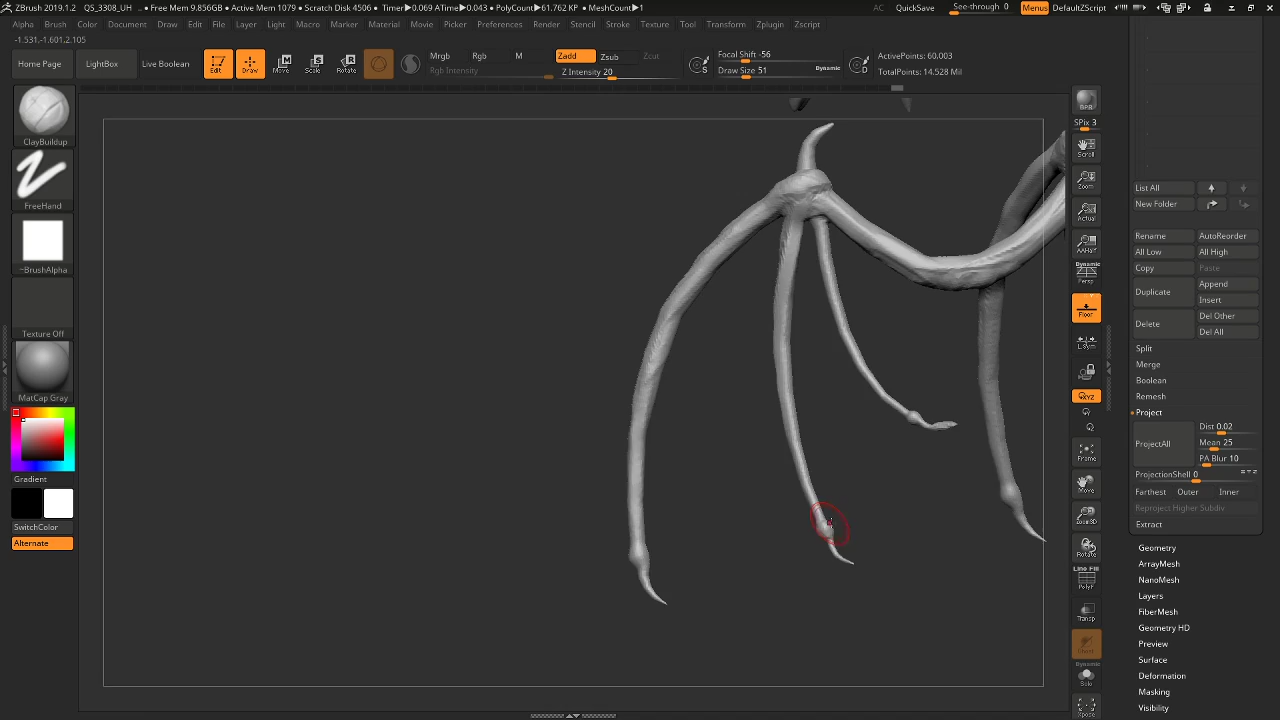 ZBrush 2019.1.2 QS_3308_UH ... • Free Mem 9.856GB • Active Mem 1079 • Scratch Disk 4506 • Timer▶0.069 ATime▶0.043 • PolyCount▶61.762 KP • MeshCount▶1 AC QuickSave See-through 0 Menus DefaultZScript
Alpha Brush Color Document Draw Edit File Layer Light Macro Marker Material Movie Picker Preferences Render Stencil Stroke Texture Tool Transform Zplugin Zscript
-1.531,-1.601,2.105
Home Page LightBox Live Boolean Edit Draw Move Scale Rotate
Mrgb Rgb M Zadd Zsub Zcut
Rgb Intensity Z Intensity 20
Focal Shift -56
Draw Size 51 Dynamic
S
D
ActivePoints: 60.003
TotalPoints: 14.528 Mil
ClayBuildup
FreeHand
~BrushAlpha
Texture Off
MatCap Gray
Gradient
SwitchColor
Alternate
BPR
SPix 3
Scroll
Zoom
Actual
AAHalf
Dynamic
Persp
Floor
L.Sym
XYZ
Frame
Move
Zoom3D
Rotate
Line Fill
PolyF
Transp
Ghost
Dynamic
Solo
Xpose
List All
New Folder
Rename AutoReorder
All Low All High
Copy Paste
Duplicate Append
Insert
Delete Del Other
Del All
Split
Merge
Boolean
Remesh
Project
ProjectAll Dist 0.02
Mean 25
PA Blur 10
ProjectionShell 0
Farthest Outer Inner
Reproject Higher Subdiv
Extract
Geometry
ArrayMesh
NanoMesh
Layers
FiberMesh
Geometry HD
Preview
Surface
Deformation
Masking
Visibility